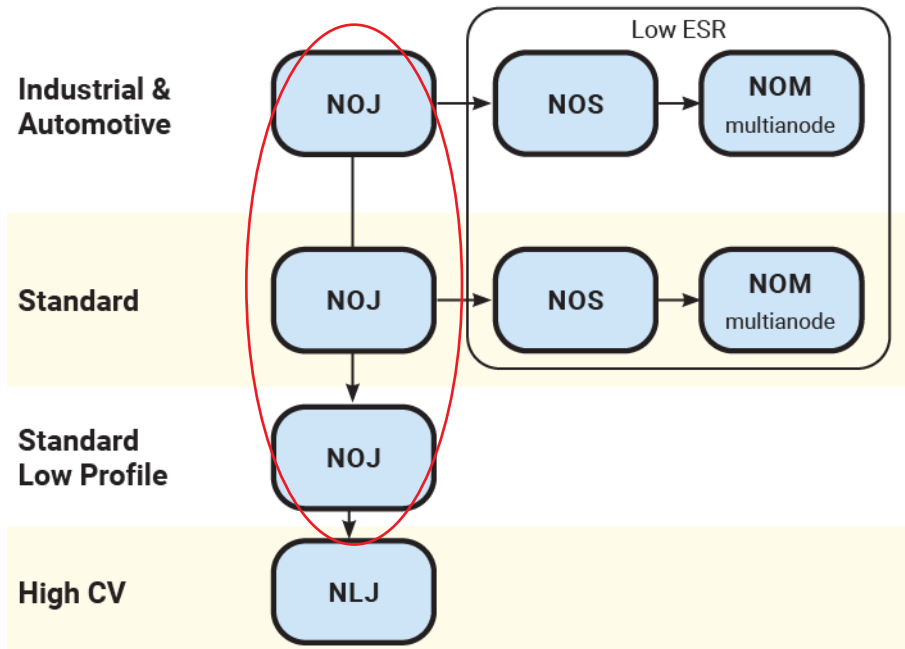 Low ESR
Industrial &
Automotive
NOJ
NOS
NOM
multianode
Standard
NOJ
NOS
NOM
multianode
Standard
Low Profile
NOJ
High CV
NLJ